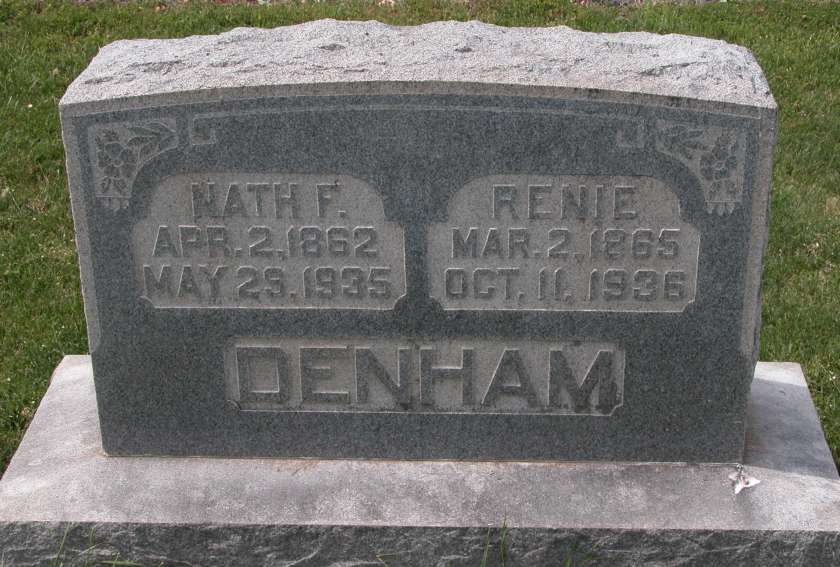 NATH F.
APR. 2, 1862
MAY 29, 1935
RENIE
MAR. 2, 1865
OCT. 11, 1936
DENHAM